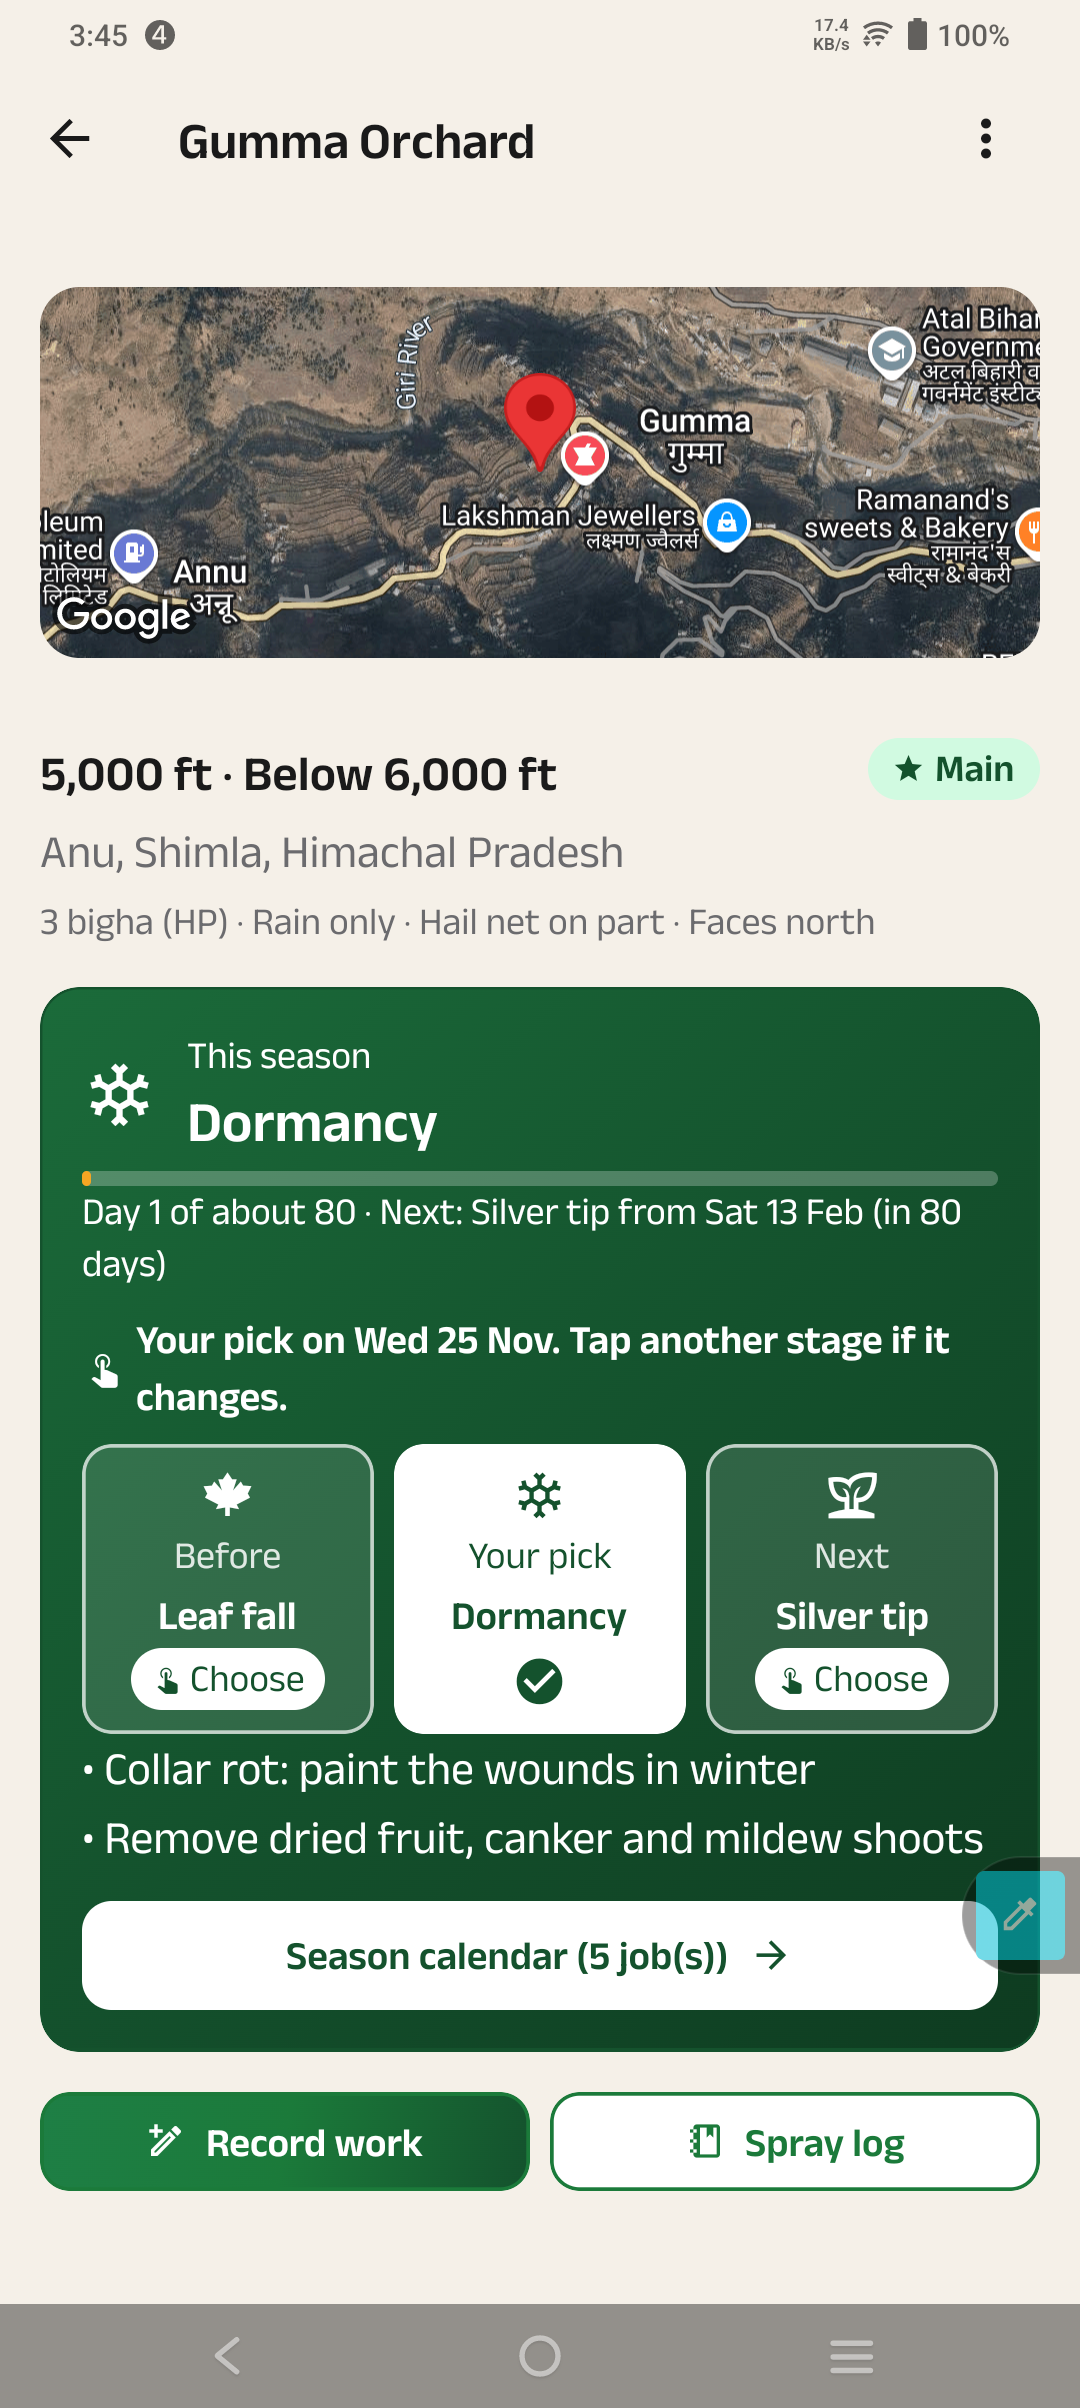 3:45 4 17.4 KB/s 100%
Gumma Orchard
Giri River
Atal Bihar
Governme
अटल बिहारी व
गवर्नमेंट इंस्टीट्
Gumma
गुम्मा
Lakshman Jewellers
लक्ष्मण ज्वैलर्स
Ramanand's
sweets & Bakery
रामानंद'स
स्वीट्स & बेकरी
leum
mited
टोलियम
लिमिटेड
Annu
अन्नू
Google
5,000 ft · Below 6,000 ft
Main
Anu, Shimla, Himachal Pradesh
3 bigha (HP) · Rain only · Hail net on part · Faces north
This season
Dormancy
Day 1 of about 80 · Next: Silver tip from Sat 13 Feb (in 80
days)
Your pick on Wed 25 Nov. Tap another stage if it
changes.
Before
Leaf fall
Choose
Your pick
Dormancy
Next
Silver tip
Choose
• Collar rot: paint the wounds in winter
• Remove dried fruit, canker and mildew shoots
Season calendar (5 job(s))
Record work
Spray log